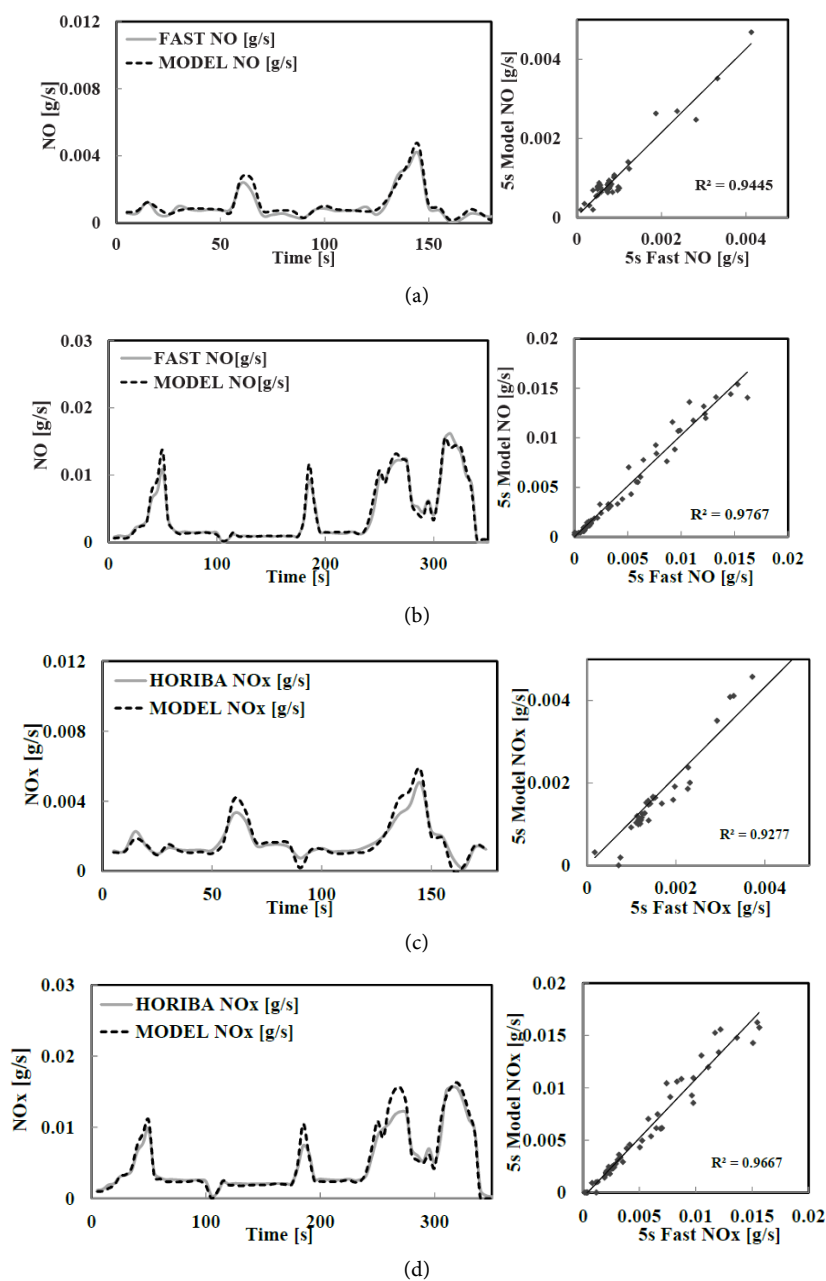 0.012
FAST NO [g/s]
MODEL NO [g/s]
0.008
NO [g/s]
0.004
0
0 50 100 150
Time [s]
0.004
5s Model NO [g/s]
0.002
R² = 0.9445
0
0 0.002 0.004
5s Fast NO [g/s]
(a)
0.03
FAST NO[g/s]
MODEL NO[g/s]
0.02
NO [g/s]
0.01
0
0 100 200 300
Time [s]
0.02
5s Model NO [g/s]
0.015
0.01
0.005
R² = 0.9767
0
0 0.005 0.01 0.015 0.02
5s Fast NO [g/s]
(b)
0.012
HORIBA NOx [g/s]
MODEL NOx [g/s]
0.008
NOx [g/s]
0.004
0
0 50 100 150
Time [s]
0.004
5s Model NOx [g/s]
0.002
R² = 0.9277
0
0 0.002 0.004
5s Fast NOx [g/s]
(c)
0.03
HORIBA NOx [g/s]
MODEL NOx [g/s]
0.02
NOx [g/s]
0.01
0
0 100 200 300
Time [s]
0.02
5s Model NOx [g/s]
0.015
0.01
0.005
R² = 0.9667
0
0 0.005 0.01 0.015 0.02
5s Fast NOx [g/s]
(d)